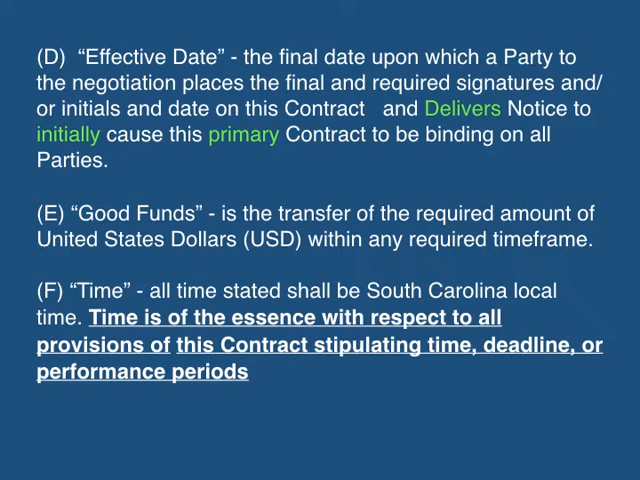 (D)  “Effective Date” - the final date upon which a Party to
the negotiation places the final and required signatures and/
or initials and date on this Contract   and Delivers Notice to
initially cause this primary Contract to be binding on all
Parties.
(E) “Good Funds” - is the transfer of the required amount of
United States Dollars (USD) within any required timeframe.
(F) “Time” - all time stated shall be South Carolina local
time. Time is of the essence with respect to all
provisions of this Contract stipulating time, deadline, or
performance periods